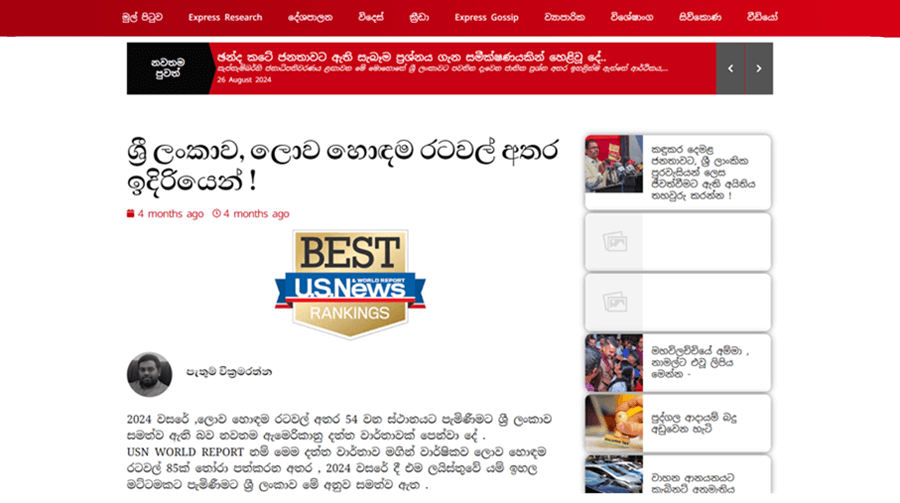 මුල් පිටුව Express Research දේශපාලන විදෙස් ක්‍රීඩා Express Gossip ව්‍යාපාරික විශේෂාංග සිවිකොණ වීඩියෝ
නවතම
පුවත්
ඡන්ද කටේ ජනතාවට ඇති සැබෑම ප්‍රශ්නය ගැන සමීක්ෂණයකින් හෙළිවූ දේ..
26 August 2024
ශ්‍රී ලංකාව, ලොව හොඳම රටවල් අතර
ඉදිරියෙන් !
4 months ago 4 months ago
BEST
U.S.News
& WORLD REPORT
RANKINGS
පැතුම් වික්‍රමරත්න
2024 වසරේ ,ලොව හොඳම රටවල් අතර 54 වන ස්ථානයට පැමිණීමට ශ්‍රී ලංකාව
සමත්ව ඇති බව නවතම ඇමෙරිකානු දත්ත වාර්තාවක් පෙන්වා දේ .
USN WORLD REPORT නම් මෙම දත්ත වාර්තාව මගින් වාර්ෂිකව ලොව හොඳම
රටවල් 85ක් තෝරා පත්කරන අතර , 2024 වසරේ දී එම ලයිස්තුවේ යම් ඉහල
මට්ටමකට පැමිණීමට ශ්‍රී ලංකාව මේ අනුව සමත්ව ඇත .
කඳුකර දෙමළ
ජනතාවට, ශ්‍රී ලාංකික
පුරවැසියන් ලෙස
ජීවත්වීමට ඇති අයිතිය
තහවුරු කරන්න !
මහවිලච්චියේ අම්මා ,
නාමල්ට එවූ ලිපිය
මෙන්න -
පුද්ගල ආදායම් බදු
අඩුවෙන හැටි
වාහන ආනයනයට
කැබිනට් අනුමැතිය